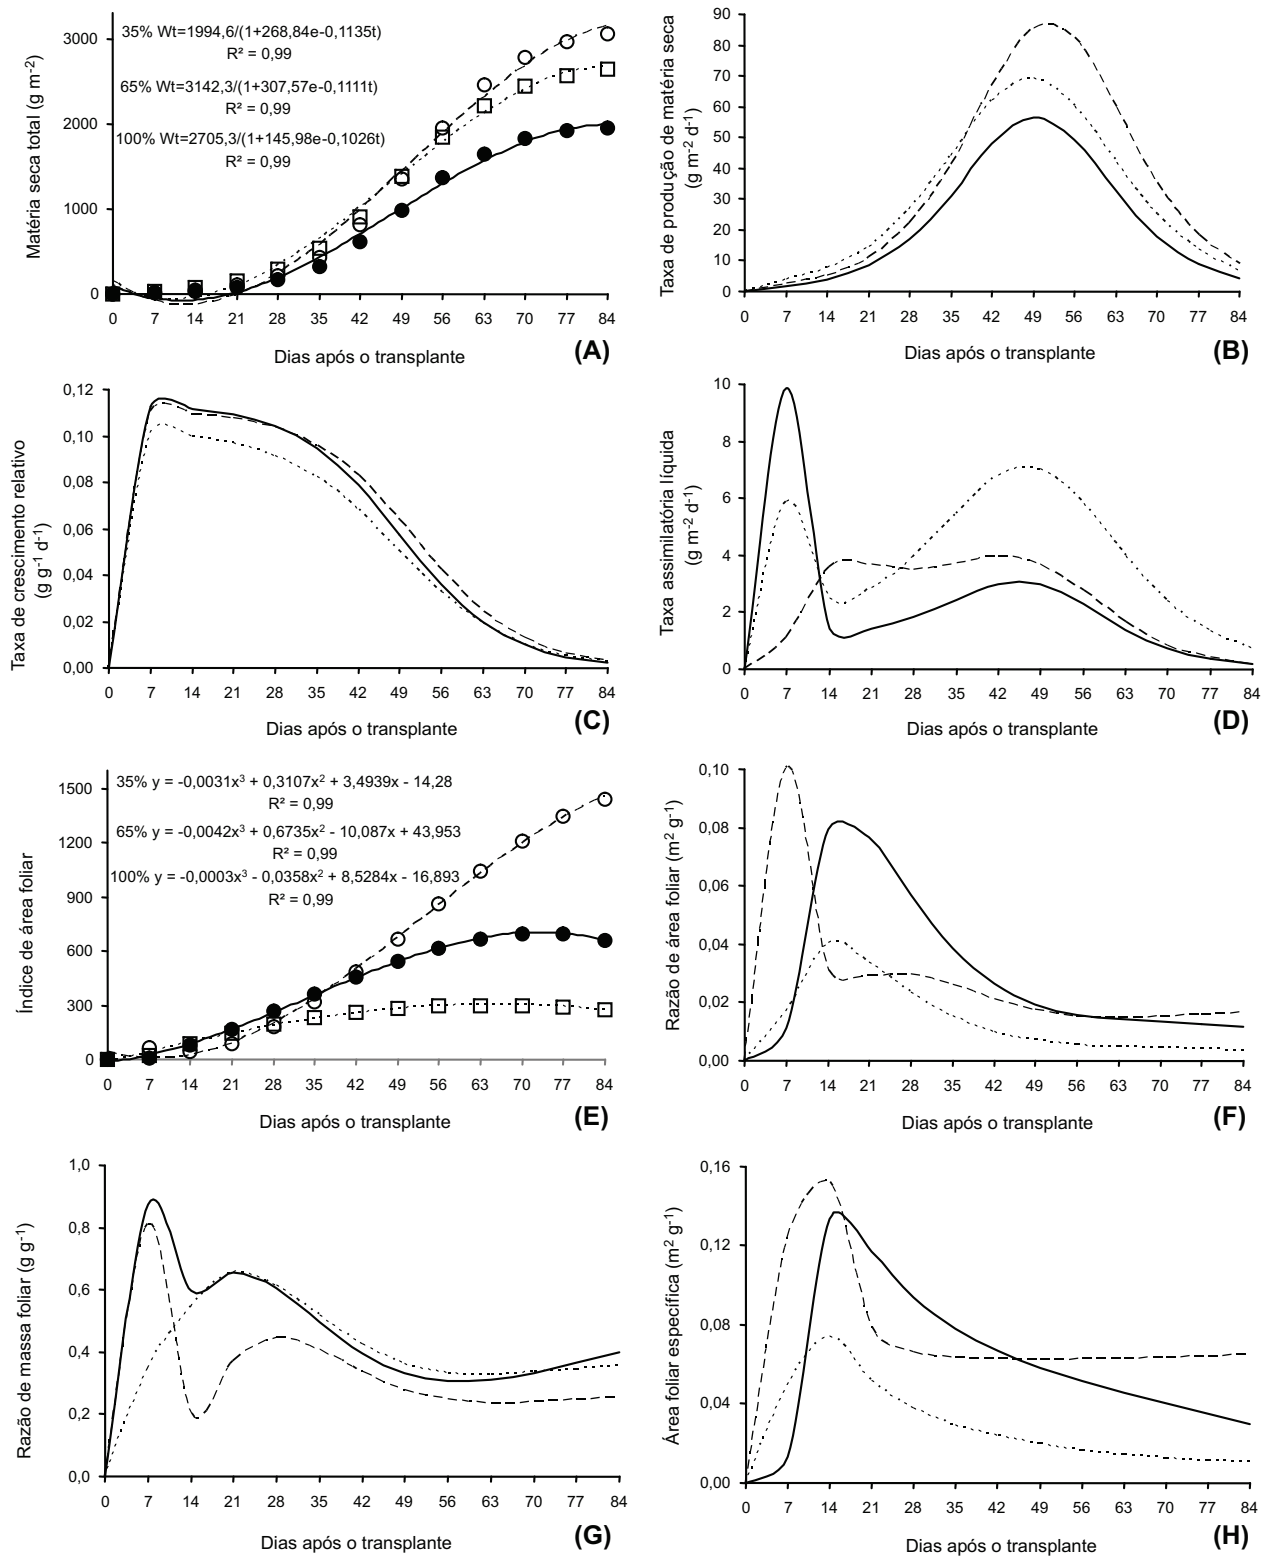 35% Wt=1994,6/(1+268,84e-0,1135t)
R² = 0,99
65% Wt=3142,3/(1+307,57e-0,1111t)
R² = 0,99
100% Wt=2705,3/(1+145,98e-0,1026t)
R² = 0,99
Matéria seca total (g m-2)
3000
2000
1000
0
0 7 14 21 28 35 42 49 56 63 70 77 84
Dias após o transplante (A)
Taxa de produção de matéria seca
(g m-2 d-1)
90
80
70
60
50
40
30
20
10
0
0 7 14 21 28 35 42 49 56 63 70 77 84
Dias após o transplante (B)
Taxa de crescimento relativo
(g g-1 d-1)
0,12
0,10
0,08
0,06
0,04
0,02
0,00
0 7 14 21 28 35 42 49 56 63 70 77 84
Dias após o transplante (C)
Taxa assimilatória líquida
(g m-2 d-1)
10
8
6
4
2
0
0 7 14 21 28 35 42 49 56 63 70 77 84
Dias após o transplante (D)
35% y = -0,0031x3 + 0,3107x2 + 3,4939x - 14,28
R² = 0,99
65% y = -0,0042x3 + 0,6735x2 - 10,087x + 43,953
R² = 0,99
100% y = -0,0003x3 - 0,0358x2 + 8,5284x - 16,893
R² = 0,99
Índice de área foliar
1500
1200
900
600
300
0
0 7 14 21 28 35 42 49 56 63 70 77 84
Dias após o transplante (E)
Razão de área foliar (m2 g-1)
0,10
0,08
0,06
0,04
0,02
0,00
0 7 14 21 28 35 42 49 56 63 70 77 84
Dias após o transplante (F)
Razão de massa foliar (g g-1)
1,0
0,8
0,6
0,4
0,2
0,0
0 7 14 21 28 35 42 49 56 63 70 77 84
Dias após o transplante (G)
Área foliar específica (m2 g-1)
0,16
0,12
0,08
0,04
0,00
0 7 14 21 28 35 42 49 56 63 70 77 84
Dias após o transplante (H)